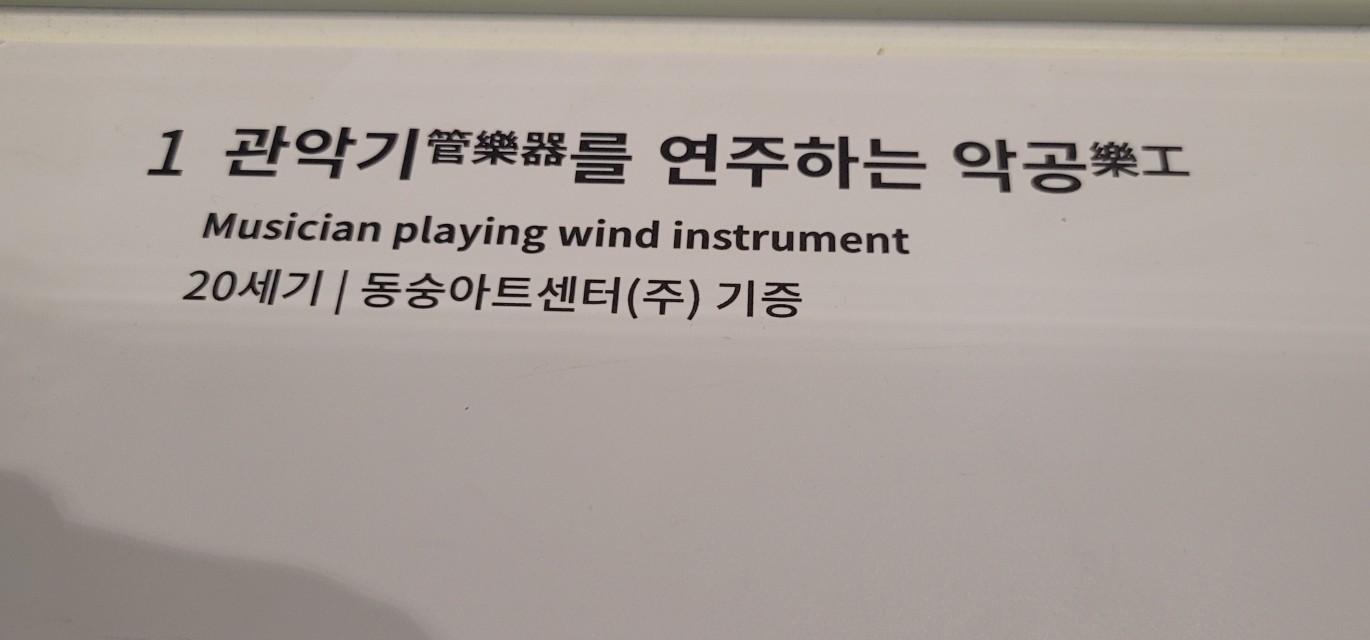 1 관악기管樂器를 연주하는 악공樂工
Musician playing wind instrument
20세기 | 동숭아트센터(주) 기증